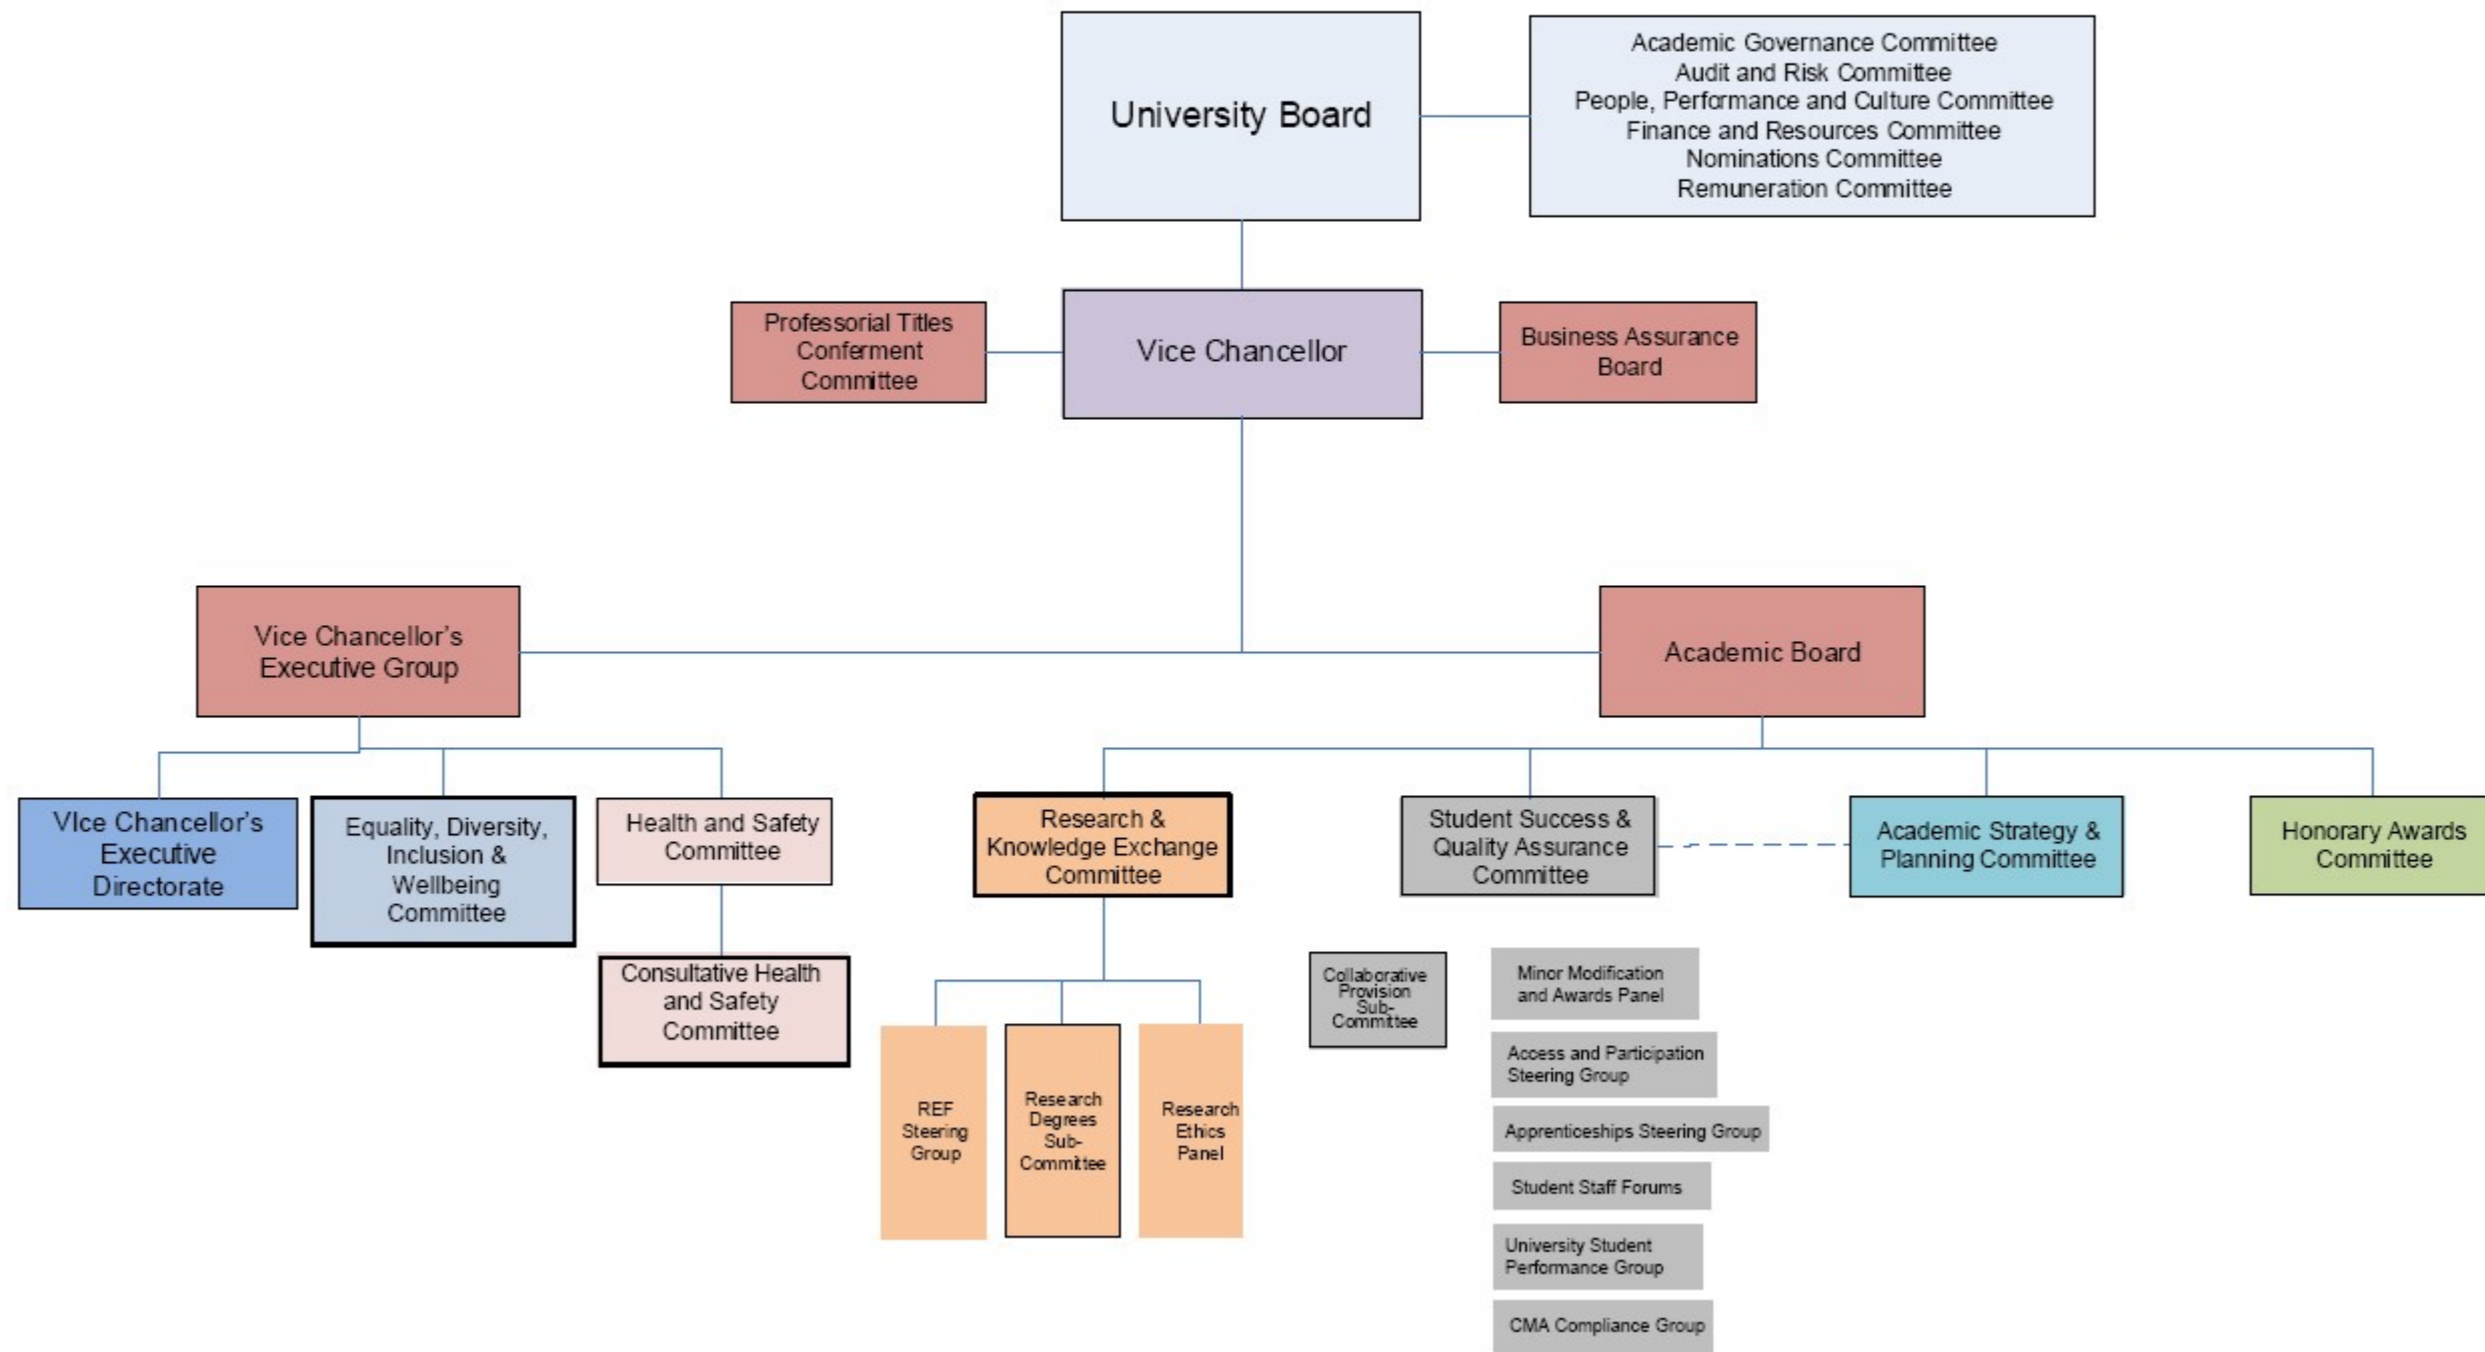 University Board
Academic Governance Committee
Audit and Risk Committee
People, Performance and Culture Committee
Finance and Resources Committee
Nominations Committee
Remuneration Committee
Professorial Titles
Conferment
Committee
Vice Chancellor
Business Assurance
Board
Vice Chancellor’s
Executive Group
Academic Board
VIce Chancellor’s
Executive
Directorate
Equality, Diversity,
Inclusion &
Wellbeing
Committee
Health and Safety
Committee
Consultative Health
and Safety
Committee
Research &
Knowledge Exchange
Committee
Student Success &
Quality Assurance
Committee
Academic Strategy &
Planning Committee
Honorary Awards
Committee
REF
Steering
Group
Research
Degrees
Sub-
Committee
Research
Ethics
Panel
Collaborative
Provision
Sub-
Committee
Minor Modification
and Awards Panel
Access and Participation
Steering Group
Apprenticeships Steering Group
Student Staff Forums
University Student
Performance Group
CMA Compliance Group